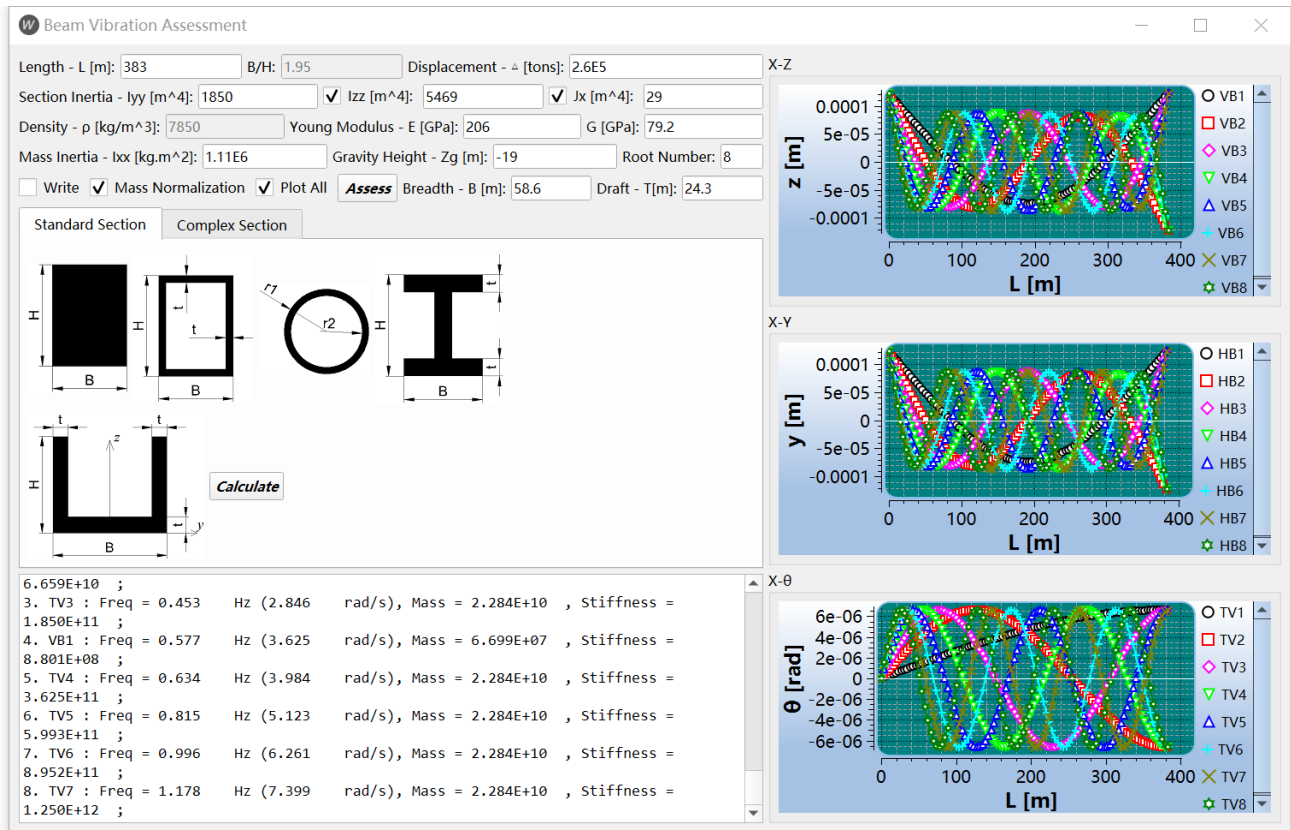 W Beam Vibration Assessment
Length - L [m]: 383 B/H: 1.95 Displacement - △ [tons]: 2.6E5
Section Inertia - Iyy [m^4]: 1850 Izz [m^4]: 5469 Jx [m^4]: 29
Density - ρ [kg/m^3]: 7850 Young Modulus - E [GPa]: 206 G [GPa]: 79.2
Mass Inertia - Ixx [kg.m^2]: 1.11E6 Gravity Height - Zg [m]: -19 Root Number: 8
Write Mass Normalization Plot All Assess Breadth - B [m]: 58.6 Draft - T[m]: 24.3
Standard Section Complex Section
H B
H t t B
r1 r2
H t t B
H t t z t y B
Calculate
6.659E+10 ;
3. TV3 : Freq = 0.453 Hz (2.846 rad/s), Mass = 2.284E+10 , Stiffness =
1.850E+11 ;
4. VB1 : Freq = 0.577 Hz (3.625 rad/s), Mass = 6.699E+07 , Stiffness =
8.801E+08 ;
5. TV4 : Freq = 0.634 Hz (3.984 rad/s), Mass = 2.284E+10 , Stiffness =
3.625E+11 ;
6. TV5 : Freq = 0.815 Hz (5.123 rad/s), Mass = 2.284E+10 , Stiffness =
5.993E+11 ;
7. TV6 : Freq = 0.996 Hz (6.261 rad/s), Mass = 2.284E+10 , Stiffness =
8.952E+11 ;
8. TV7 : Freq = 1.178 Hz (7.399 rad/s), Mass = 2.284E+10 , Stiffness =
1.250E+12 ;
X-Z
z [m]
0.0001
5e-05
0
-5e-05
-0.0001
0 100 200 300 400
L [m]
VB1
VB2
VB3
VB4
VB5
VB6
VB7
VB8
X-Y
y [m]
0.0001
5e-05
0
-5e-05
-0.0001
0 100 200 300 400
L [m]
HB1
HB2
HB3
HB4
HB5
HB6
HB7
HB8
X-θ
θ [rad]
6e-06
4e-06
2e-06
0
-2e-06
-4e-06
-6e-06
0 100 200 300 400
L [m]
TV1
TV2
TV3
TV4
TV5
TV6
TV7
TV8